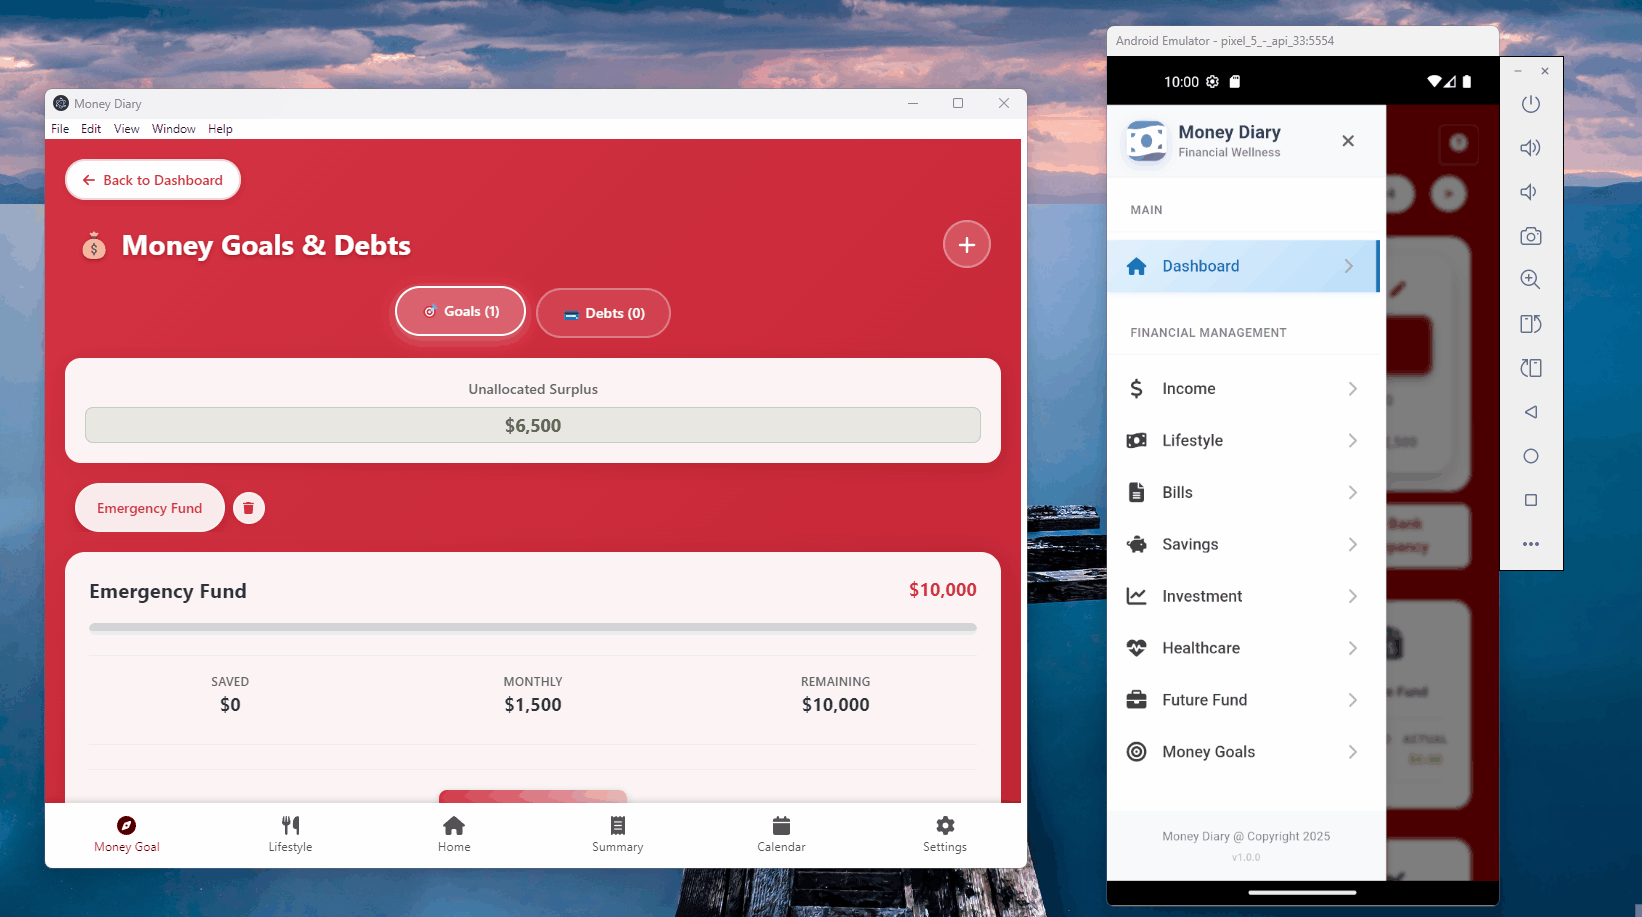 Money Diary
File Edit View Window Help
Back to Dashboard
Money Goals & Debts
Goals (1)
Debts (0)
Unallocated Surplus
$6,500
Emergency Fund
Emergency Fund
$10,000
SAVED
$0
MONTHLY
$1,500
REMAINING
$10,000
Money Goal
Lifestyle
Home
Summary
Calendar
Settings
Android Emulator - pixel_5_-_api_33:5554
10:00
Money Diary
Financial Wellness
MAIN
Dashboard
FINANCIAL MANAGEMENT
Income
Lifestyle
Bills
Savings
Investment
Healthcare
Future Fund
Money Goals
Money Diary @ Copyright 2025
v1.0.0
Bank
ACTUAL